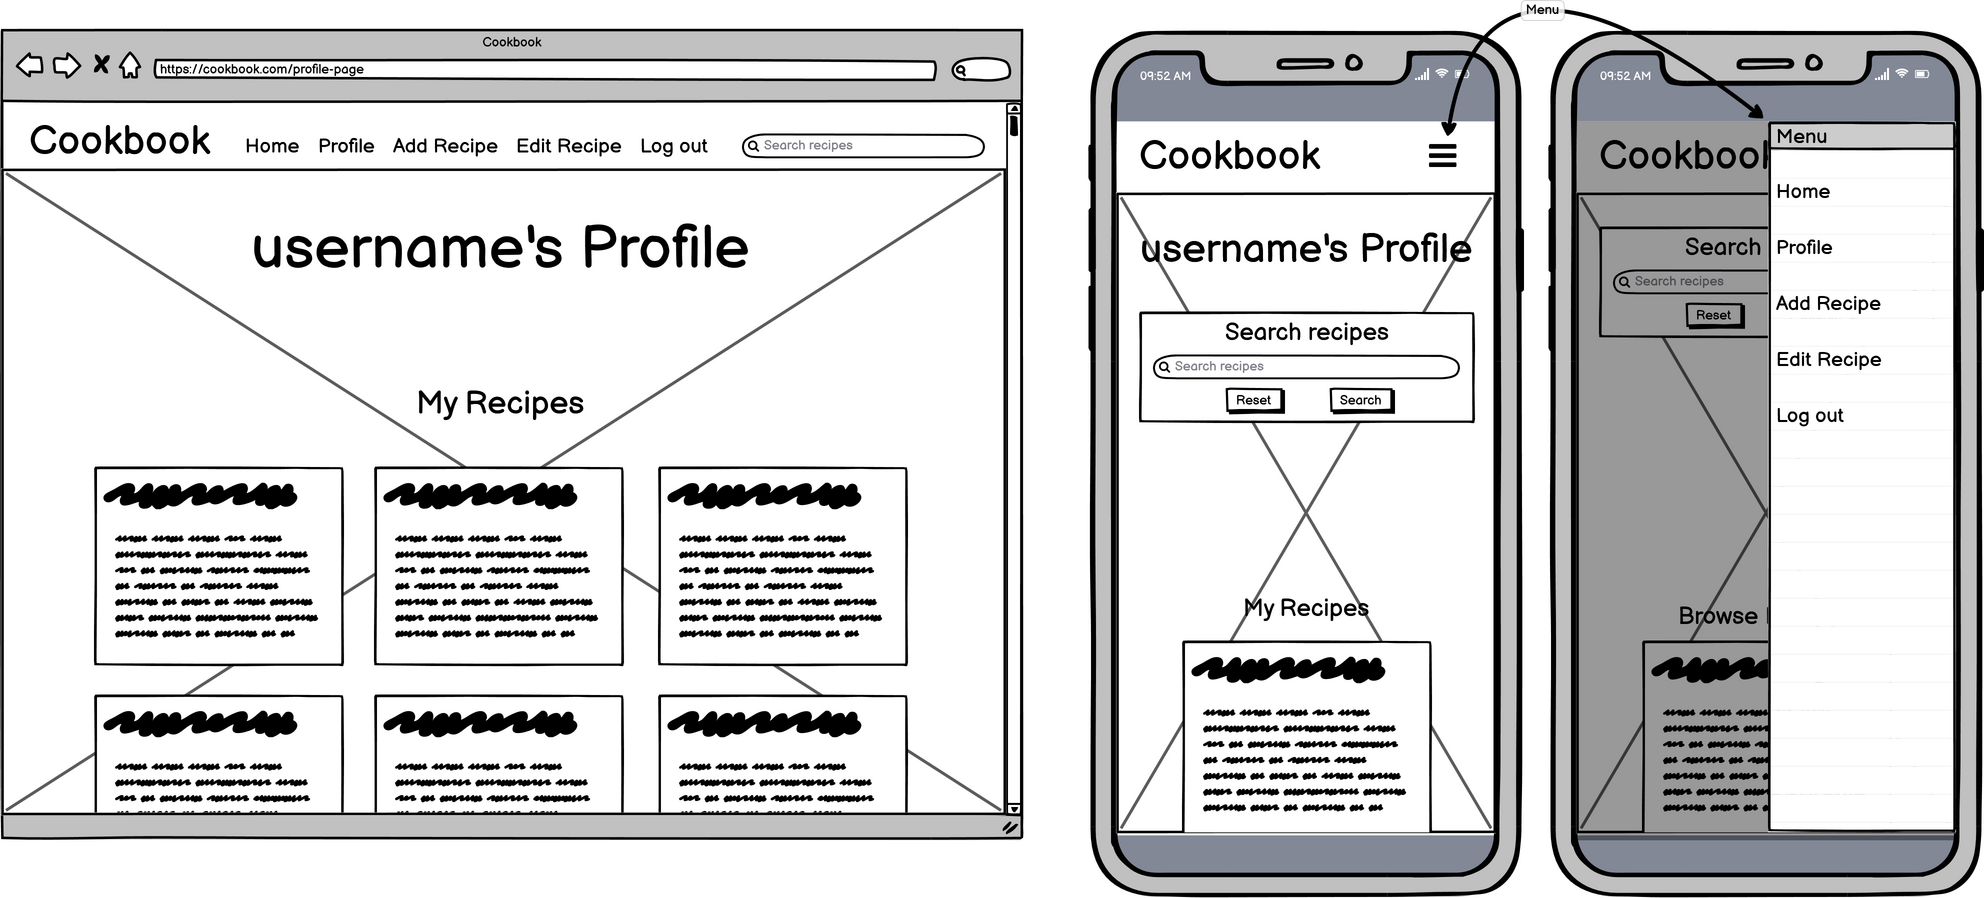 Cookbook
https://cookbook.com/profile-page
Cookbook Home Profile Add Recipe Edit Recipe Log out Search recipes
username's Profile
My Recipes
Menu
09:52 AM
Cookbook
username's Profile
Search recipes
Search recipes
Reset Search
My Recipes
09:52 AM
Cookbook
Search
Search recipes
Reset
Browse
Menu
Home
Profile
Add Recipe
Edit Recipe
Log out